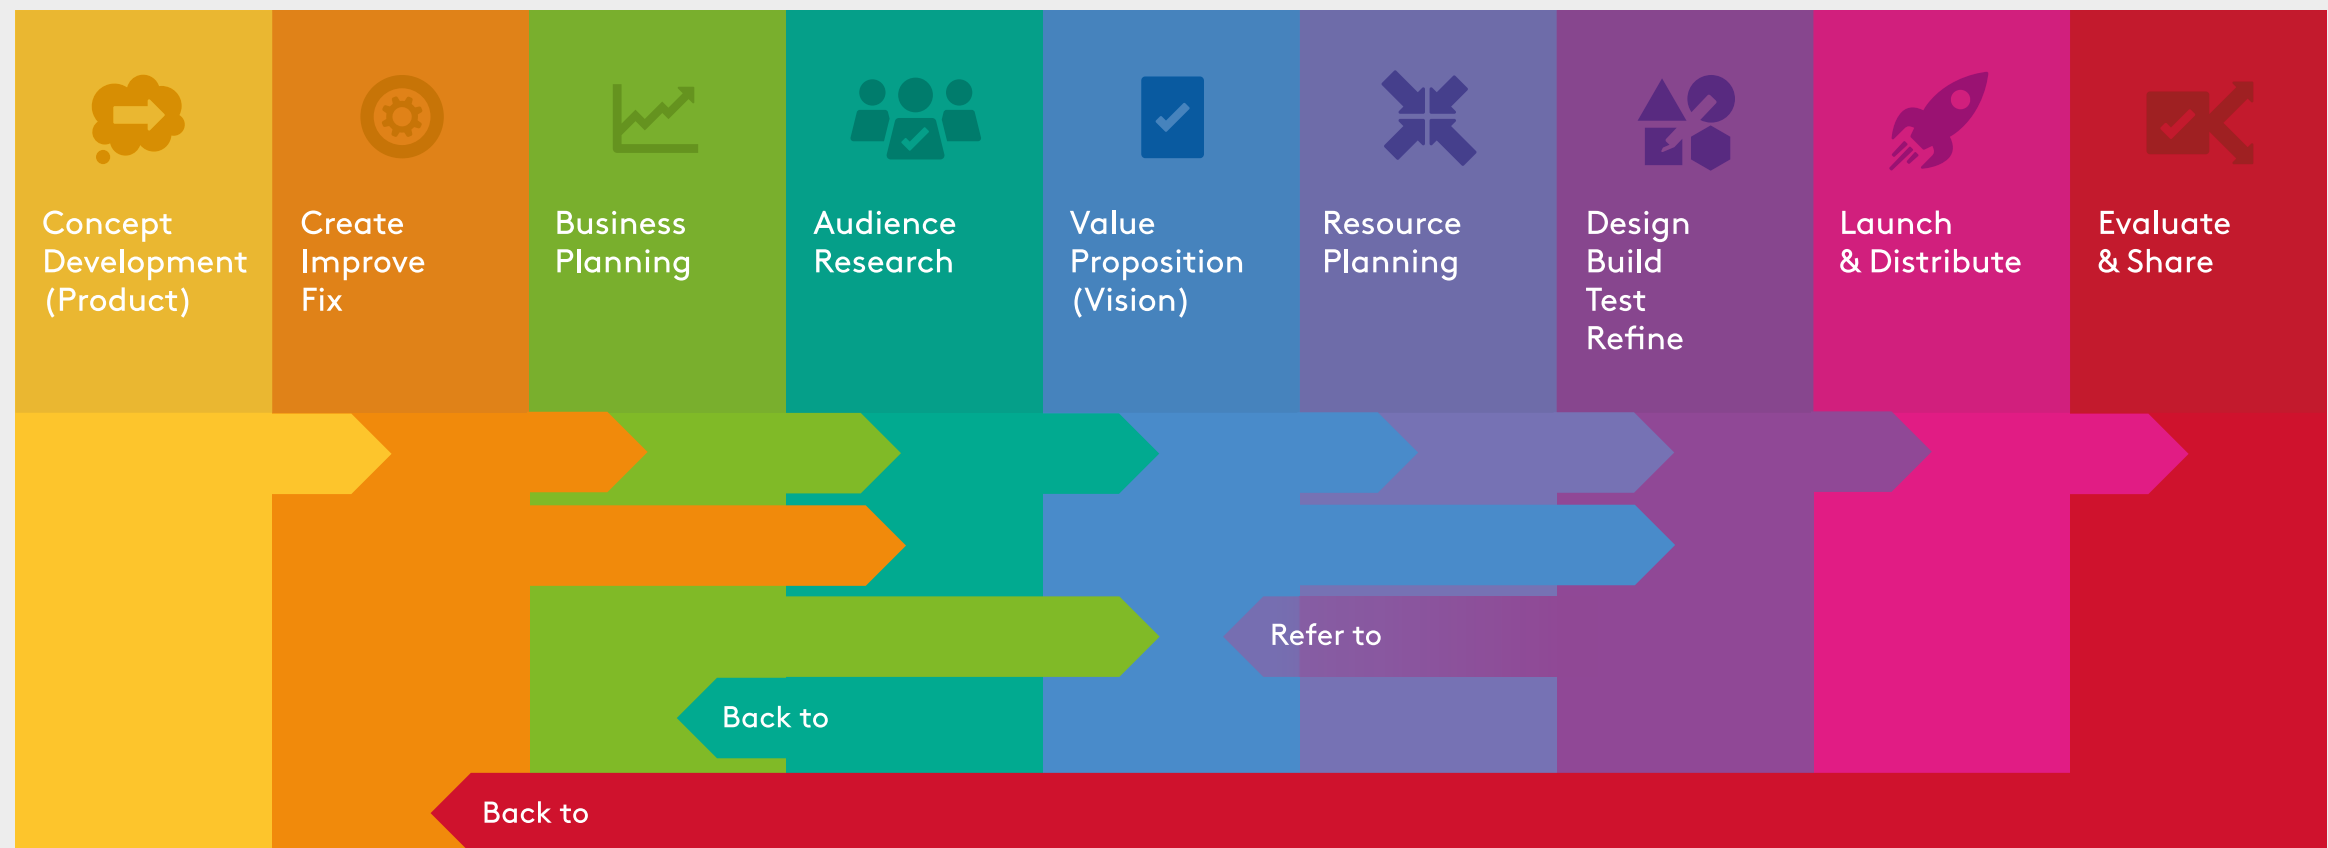 Concept
Development
(Product)
Create
Improve
Fix
Business
Planning
Audience
Research
Value
Proposition
(Vision)
Resource
Planning
Design
Build
Test
Refine
Launch
& Distribute
Evaluate
& Share
Refer to
Back to
Back to